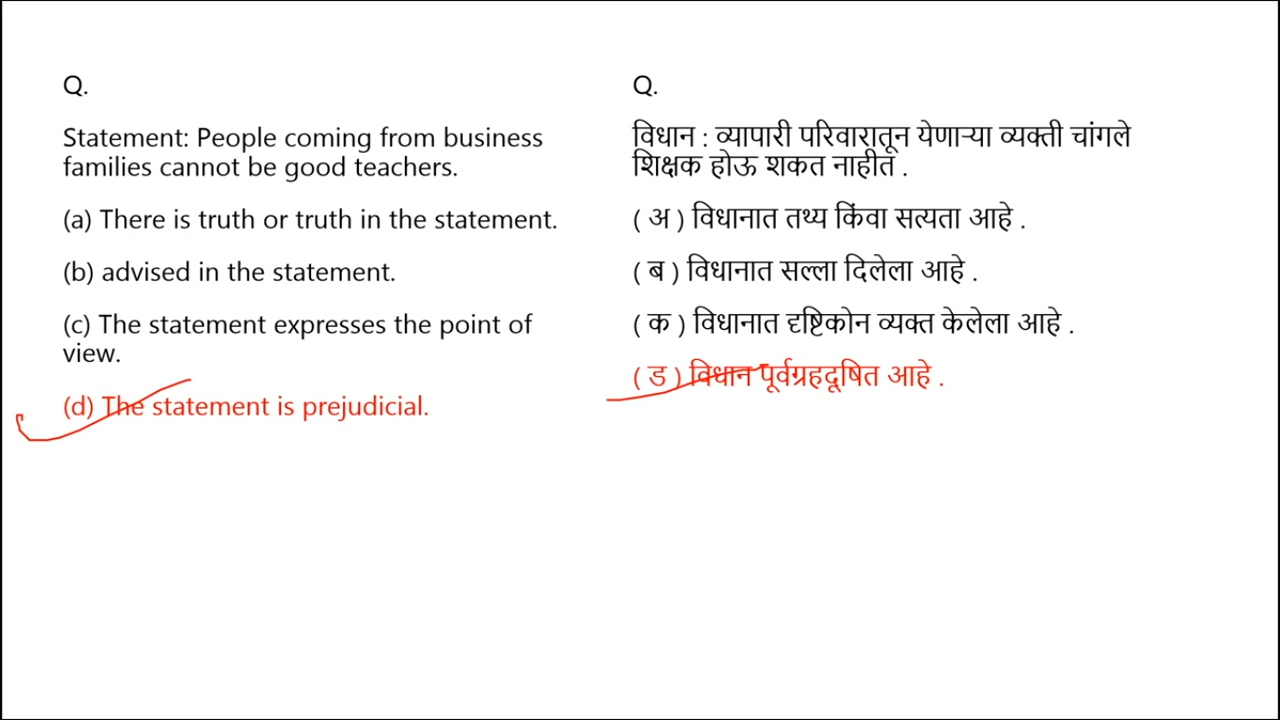 Q.
Statement: People coming from business
families cannot be good teachers.
(a) There is truth or truth in the statement.
(b) advised in the statement.
(c) The statement expresses the point of
view.
(d) The statement is prejudicial.
Q.
विधान : व्यापारी परिवारातून येणाऱ्या व्यक्ती चांगले
शिक्षक होऊ शकत नाहीत .
( अ ) विधानात तथ्य किंवा सत्यता आहे .
( ब ) विधानात सल्ला दिलेला आहे .
( क ) विधानात दृष्टिकोन व्यक्त केलेला आहे .
( ड ) विधान पूर्वग्रहदूषित आहे .